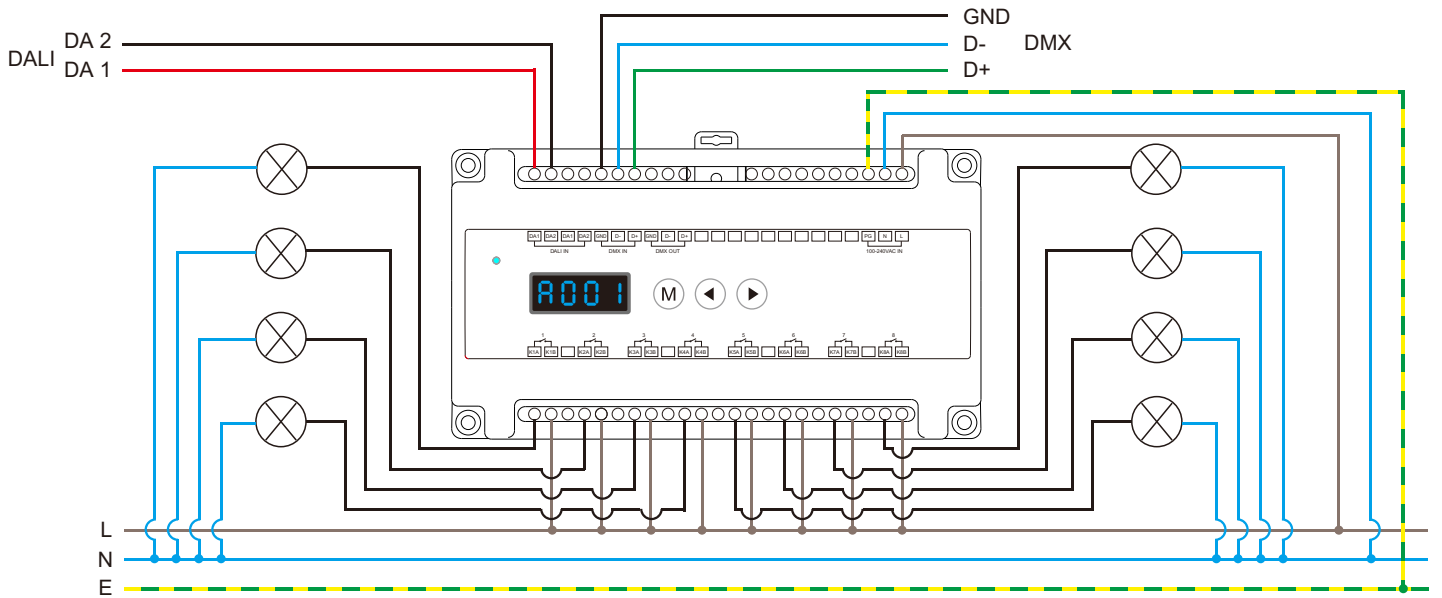 GND
DA 2
D- DMX
DALI
DA 1
D+
DA1 DA2 DA1 DA2 GND D- D+ GND D- D+ PG N L
DALI IN DMX IN DMX OUT 100-240VAC IN
A001
M
1 2 3 4 5 6 7 8
K1A K1B K2A K2B K3A K3B K4A K4B K5A K5B K6A K6B K7A K7B K8A K8B
L
N
E